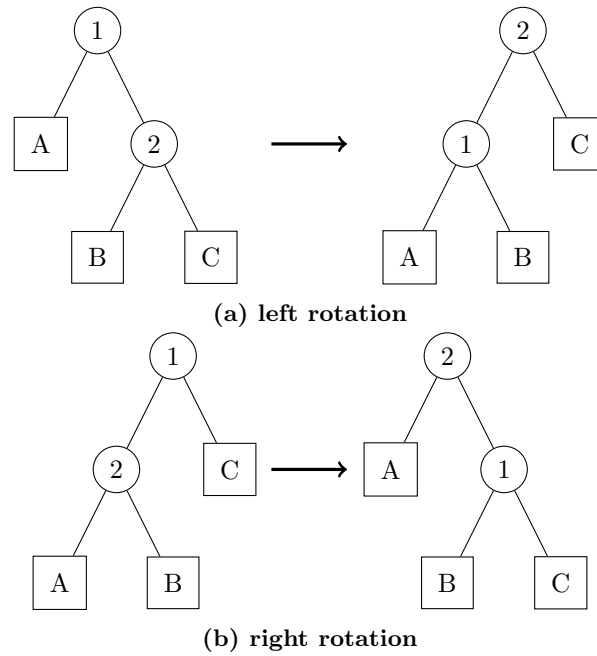 1 2
A 2 1 C
B C A B
(a) left rotation
1 2
2 C A 1
A B B C
(b) right rotation